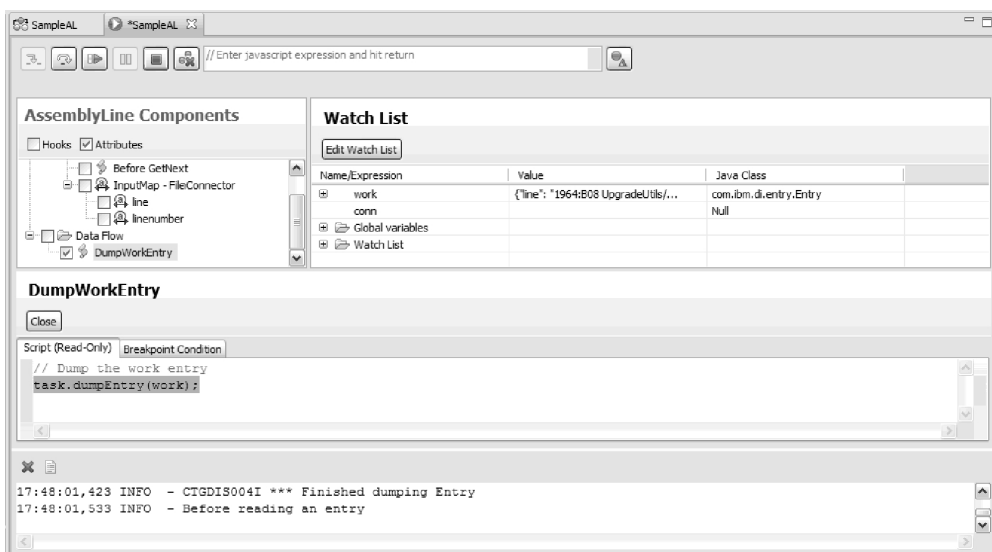 SampleAL
*SampleAL
// Enter javascript expression and hit return
AssemblyLine Components
Hooks Attributes
Before GetNext
InputMap - FileConnector
line
linenumber
Data Flow
DumpWorkEntry
Watch List
Edit Watch List
Name/Expression Value Java Class
work {"line": "1964:B08 UpgradeUtils/... com.ibm.di.entry.Entry
conn Null
Global variables
Watch List
DumpWorkEntry
Close
Script (Read-Only) Breakpoint Condition
// Dump the work entry
task.dumpEntry(work);
17:48:01,423 INFO - CTGDIS004I *** Finished dumping Entry
17:48:01,533 INFO - Before reading an entry